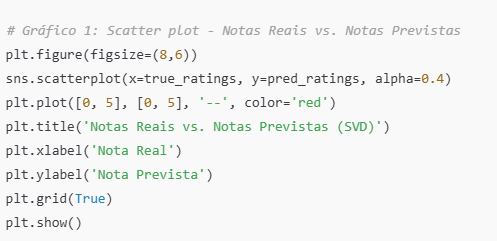 # Gráfico 1: Scatter plot - Notas Reais vs. Notas Previstas
plt.figure(figsize=(8,6))
sns.scatterplot(x=true_ratings, y=pred_ratings, alpha=0.4)
plt.plot([0, 5], [0, 5], '--', color='red')
plt.title('Notas Reais vs. Notas Previstas (SVD)')
plt.xlabel('Nota Real')
plt.ylabel('Nota Prevista')
plt.grid(True)
plt.show()